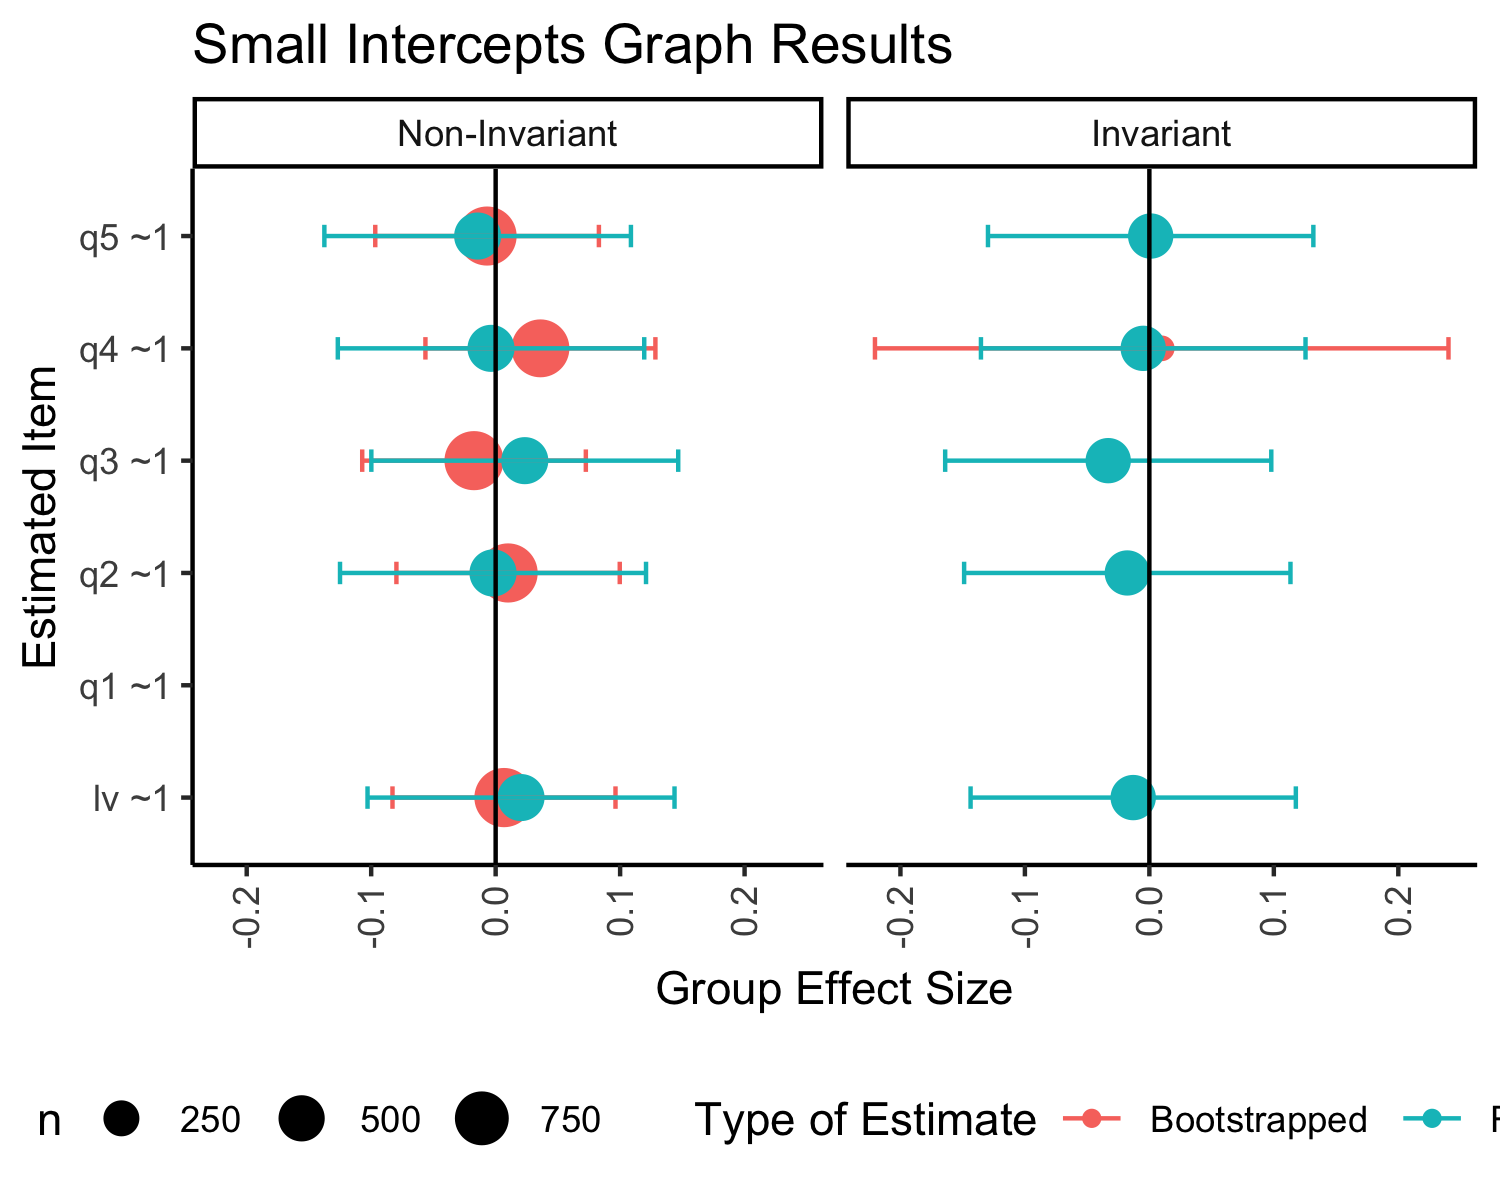 Small Intercepts Graph Results
Non-Invariant Invariant
Estimated Item
q5 ~1
q4 ~1
q3 ~1
q2 ~1
q1 ~1
lv ~1
-0.2 -0.1 0.0 0.1 0.2 -0.2 -0.1 0.0 0.1 0.2
Group Effect Size
n 250 500 750 Type of Estimate Bootstrapped